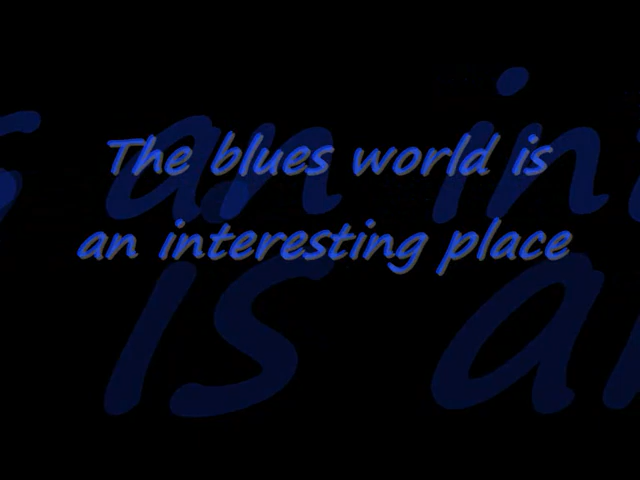 The blues world is
an interesting place